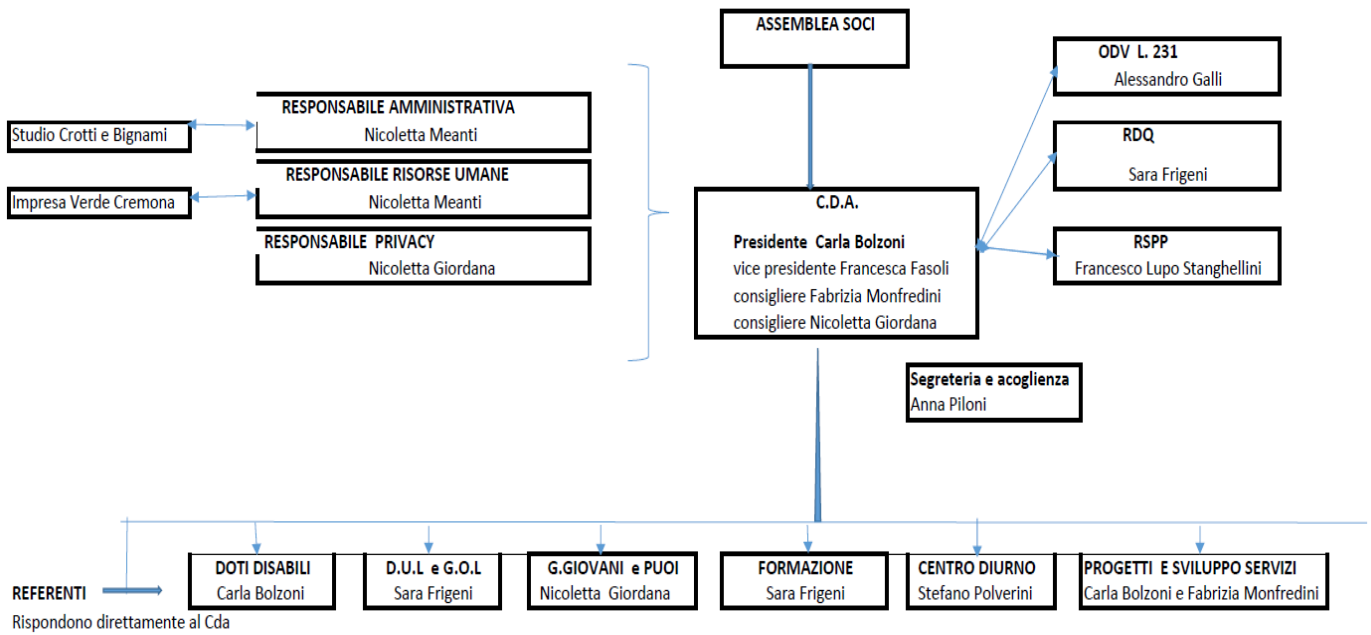 ASSEMBLEA SOCI
ODV L. 231
Alessandro Galli
RESPONSABILE AMMINISTRATIVA
Nicoletta Meanti
Studio Crotti e Bignami
RDQ
Sara Frigeni
RESPONSABILE RISORSE UMANE
Nicoletta Meanti
Impresa Verde Cremona
C.D.A.
Presidente Carla Bolzoni
vice presidente Francesca Fasoli
consigliere Fabrizia Monfredini
consigliere Nicoletta Giordana
RESPONSABILE PRIVACY
Nicoletta Giordana
RSPP
Francesco Lupo Stanghellini
Segreteria e acoglienza
Anna Piloni
DOTI DISABILI
Carla Bolzoni
D.U.L e G.O.L
Sara Frigeni
G.GIOVANI e PUOI
Nicoletta Giordana
FORMAZIONE
Sara Frigeni
CENTRO DIURNO
Stefano Polverini
PROGETTI E SVILUPPO SERVIZI
Carla Bolzoni e Fabrizia Monfredini
REFERENTI
Rispondono direttamente al Cda